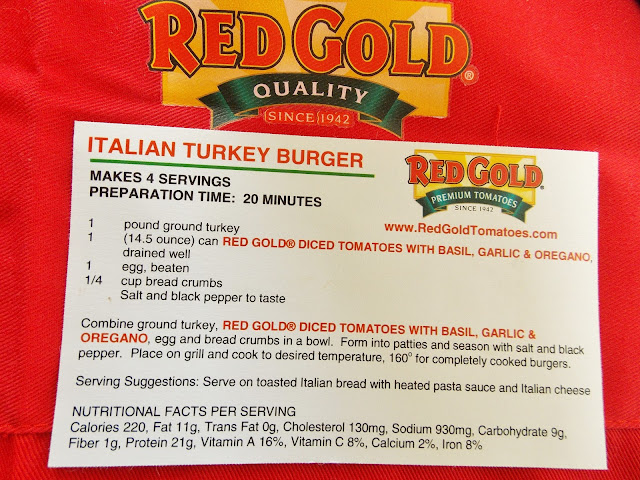 RED GOLD®
QUALITY
SINCE 1942
ITALIAN TURKEY BURGER
MAKES 4 SERVINGS
PREPARATION TIME: 20 MINUTES
RED GOLD®
PREMIUM TOMATOES
SINCE 1942
www.RedGoldTomatoes.com
1 pound ground turkey
1 (14.5 ounce) can RED GOLD® DICED TOMATOES WITH BASIL, GARLIC & OREGANO,
drained well
1 egg, beaten
1/4 cup bread crumbs
Salt and black pepper to taste
Combine ground turkey, RED GOLD® DICED TOMATOES WITH BASIL, GARLIC &
OREGANO, egg and bread crumbs in a bowl. Form into patties and season with salt and black
pepper. Place on grill and cook to desired temperature, 160° for completely cooked burgers.
Serving Suggestions: Serve on toasted Italian bread with heated pasta sauce and Italian cheese
NUTRITIONAL FACTS PER SERVING
Calories 220, Fat 11g, Trans Fat 0g, Cholesterol 130mg, Sodium 930mg, Carbohydrate 9g,
Fiber 1g, Protein 21g, Vitamin A 16%, Vitamin C 8%, Calcium 2%, Iron 8%